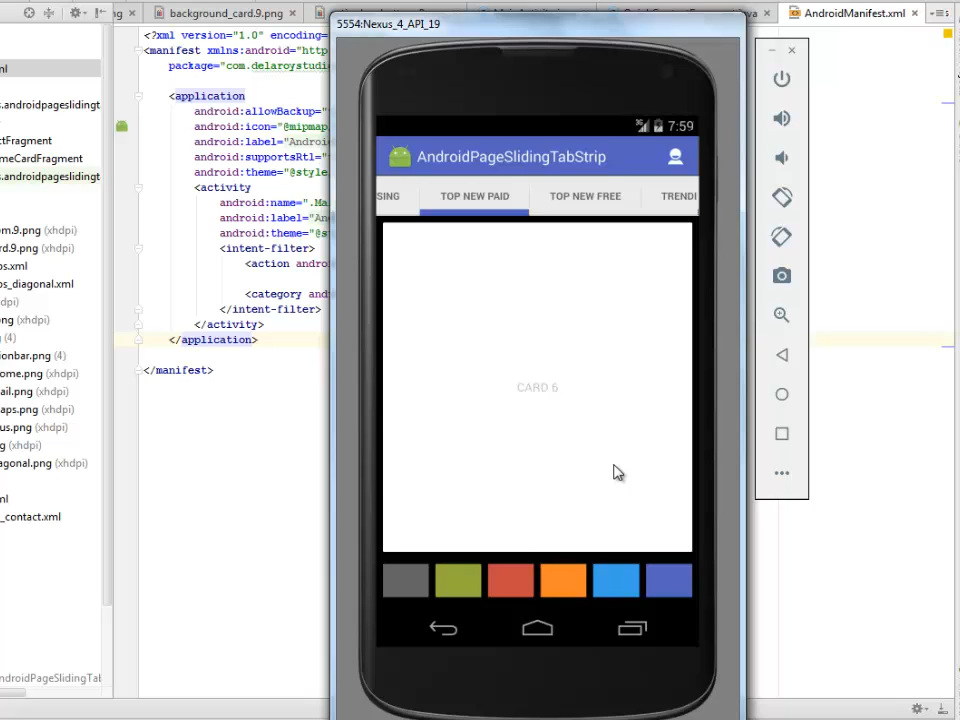 background_card.9.png
AndroidManifest.xml
5554:Nexus_4_API_19
<?xml version="1.0" encoding=
<manifest xmlns:android="http
package="com.delaroystudi
<application
android:allowBackup="
android:icon="@mipmap
android:label="Androi
android:supportsRtl="
android:theme="@style
<activity
android:name=".Ma
android:label="An
android:theme="@s
<intent-filter>
<action andro
<category and
</intent-filter>
</activity>
</application>
</manifest>
ml
s.androidpageslidingt
ctFragment
meCardFragment
s.androidpageslidingt
m.9.png (xhdpi)
rd.9.png (xhdpi)
os.xml
os_diagonal.xml
dpi)
ng (xhdpi)
(4)
ionbar.png (4)
ome.png (xhdpi)
ail.png (xhdpi)
aps.png (xhdpi)
us.png (xhdpi)
g (xhdpi)
agonal.png (xhdpi)
ml
_contact.xml
ndroidPageSlidingTab
7:59
AndroidPageSlidingTabStrip
SING TOP NEW PAID TOP NEW FREE TRENDI
CARD 6